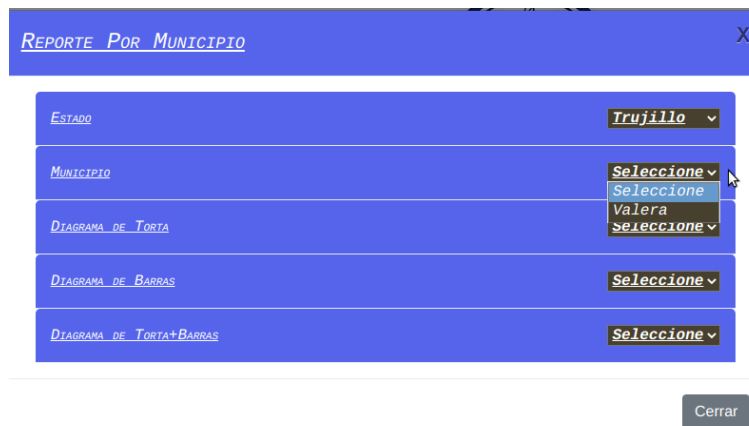 Reporte Por Municipio
X
Estado
Trujillo
Municipio
Seleccione
Seleccione
Valera
Diagrama de Torta
Seleccione
Diagrama de Barras
Seleccione
Diagrama de Torta+Barras
Seleccione
Cerrar